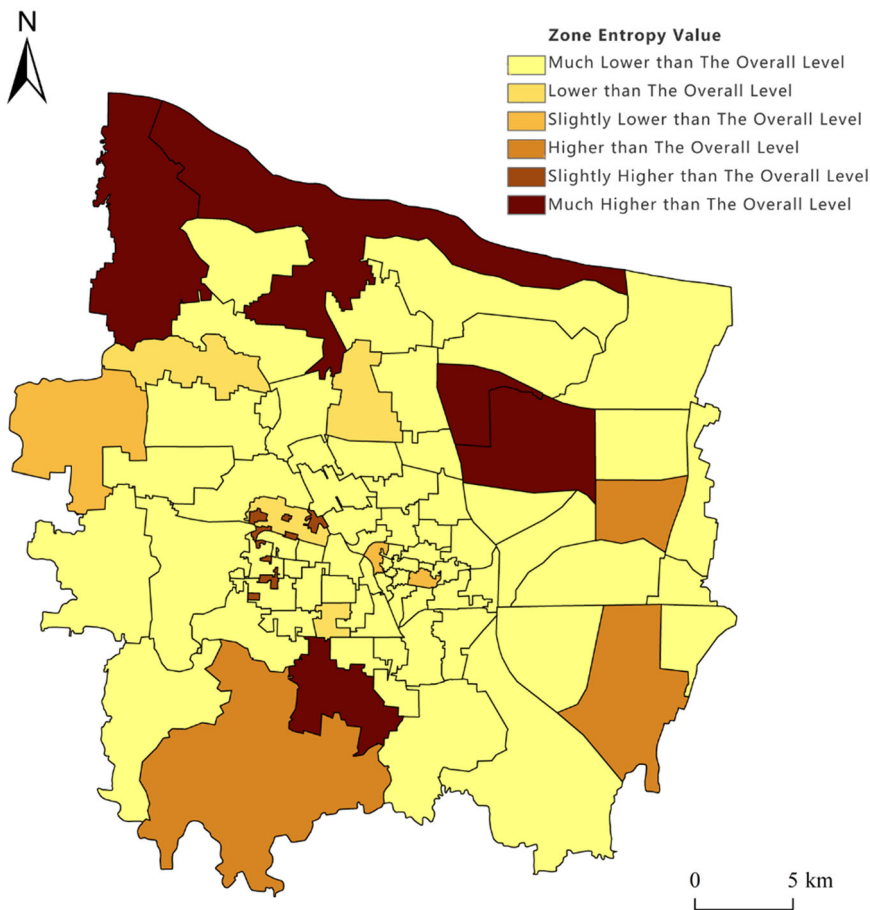 N
Zone Entropy Value
Much Lower than The Overall Level
Lower than The Overall Level
Slightly Lower than The Overall Level
Higher than The Overall Level
Slightly Higher than The Overall Level
Much Higher than The Overall Level
0 5 km